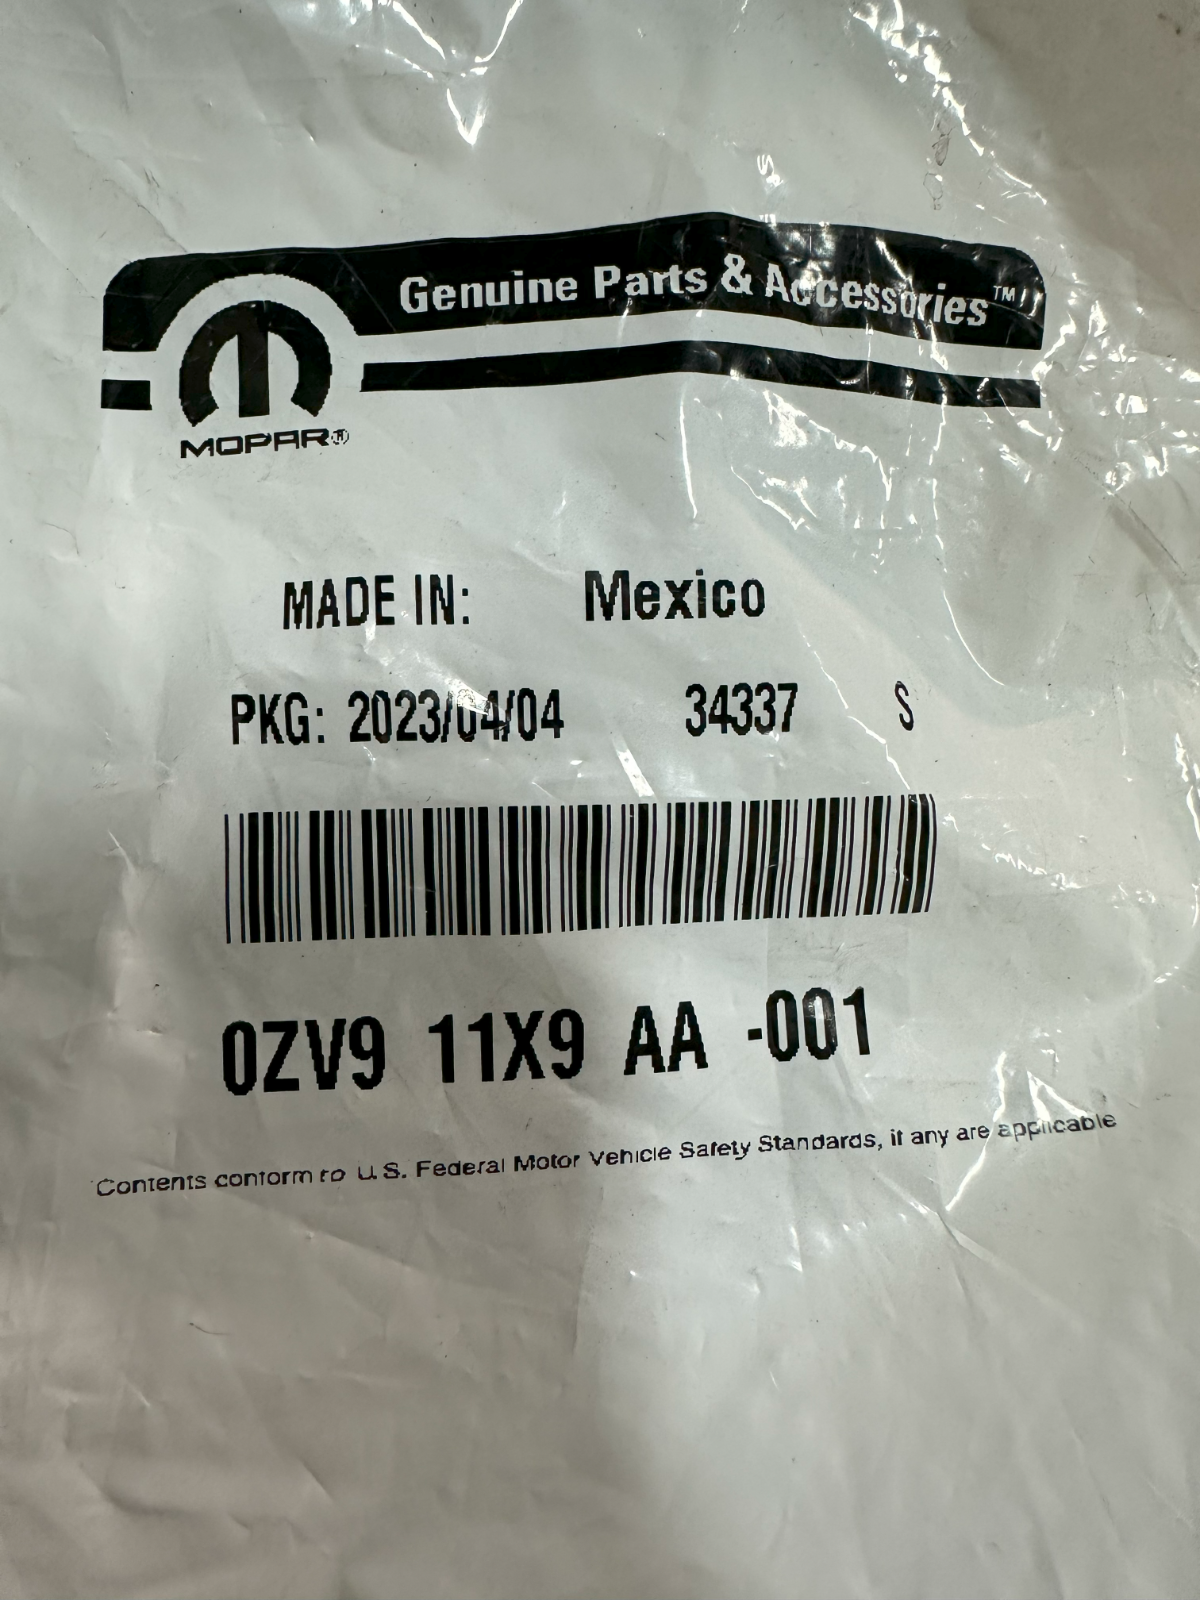 Genuine Parts & Accessories™
MOPAR®
MADE IN: Mexico
PKG: 2023/04/04 34337 S
0ZV9 11X9 AA -001
Contents conform to U.S. Federal Motor Vehicle Safety Standards, if any are applicable